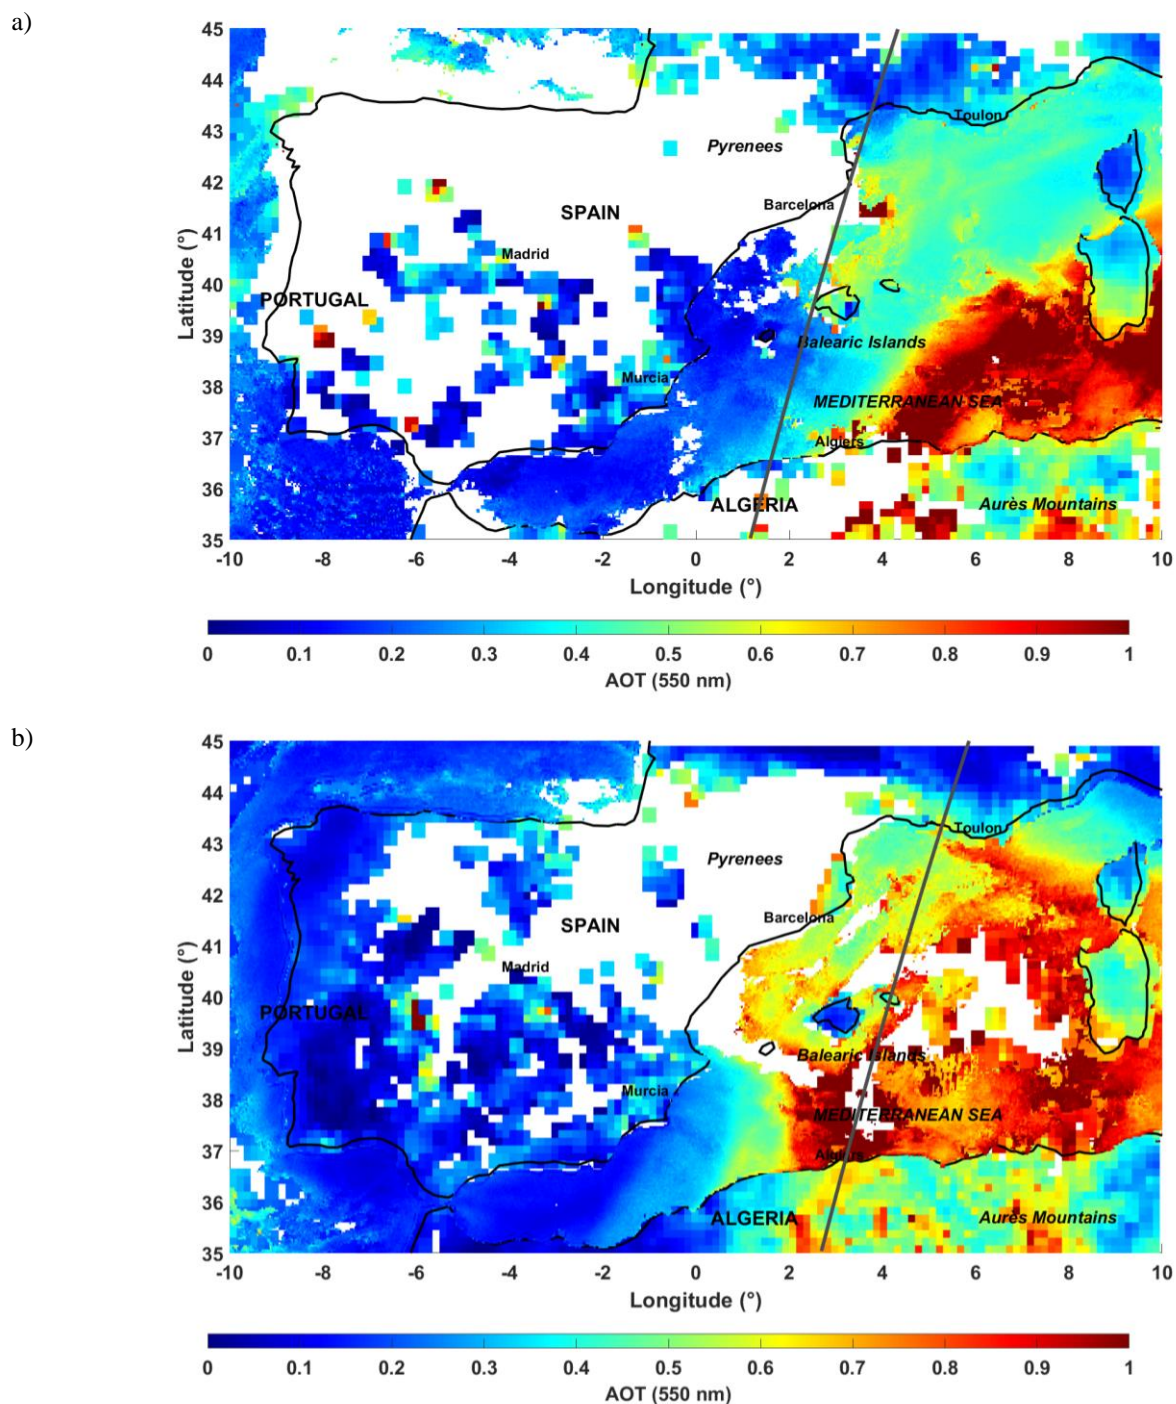 a)
45
44
43
42
41
40
39
38
37
36
35
Latitude (°)
Toulon
Pyrenees
Barcelona
SPAIN
Madrid
PORTUGAL
Balearic Islands
Murcia
MEDITERRANEAN SEA
Algiers
ALGERIA
Aurès Mountains
-10 -8 -6 -4 -2 0 2 4 6 8 10
Longitude (°)
0 0.1 0.2 0.3 0.4 0.5 0.6 0.7 0.8 0.9 1
AOT (550 nm)
b)
45
44
43
42
41
40
39
38
37
36
35
Latitude (°)
Toulon
Pyrenees
Barcelona
SPAIN
Madrid
PORTUGAL
Balearic Islands
Murcia
MEDITERRANEAN SEA
Algiers
ALGERIA
Aurès Mountains
-10 -8 -6 -4 -2 0 2 4 6 8 10
Longitude (°)
0 0.1 0.2 0.3 0.4 0.5 0.6 0.7 0.8 0.9 1
AOT (550 nm)